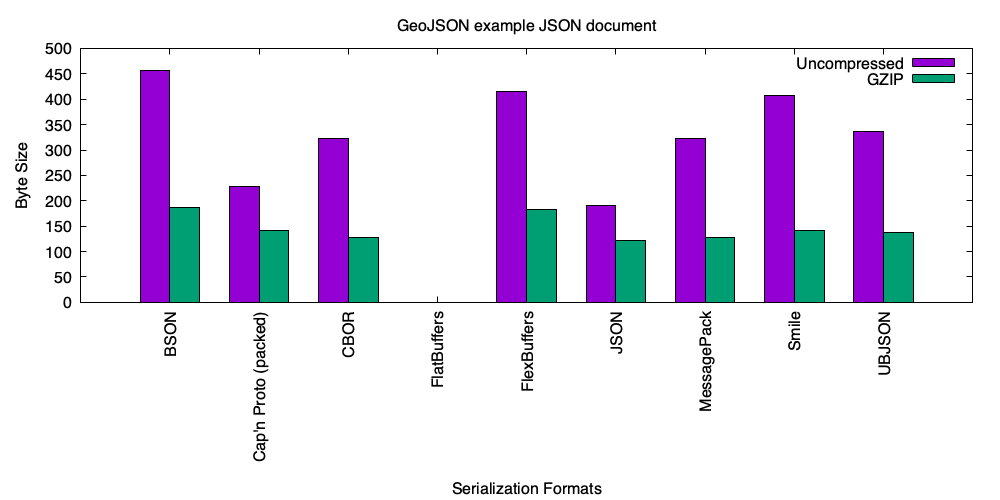 GeoJSON example JSON document
Uncompressed
GZIP
Byte Size
500
450
400
350
300
250
200
150
100
50
0
BSON
Cap'n Proto (packed)
CBOR
FlatBuffers
FlexBuffers
JSON
MessagePack
Smile
UBJSON
Serialization Formats